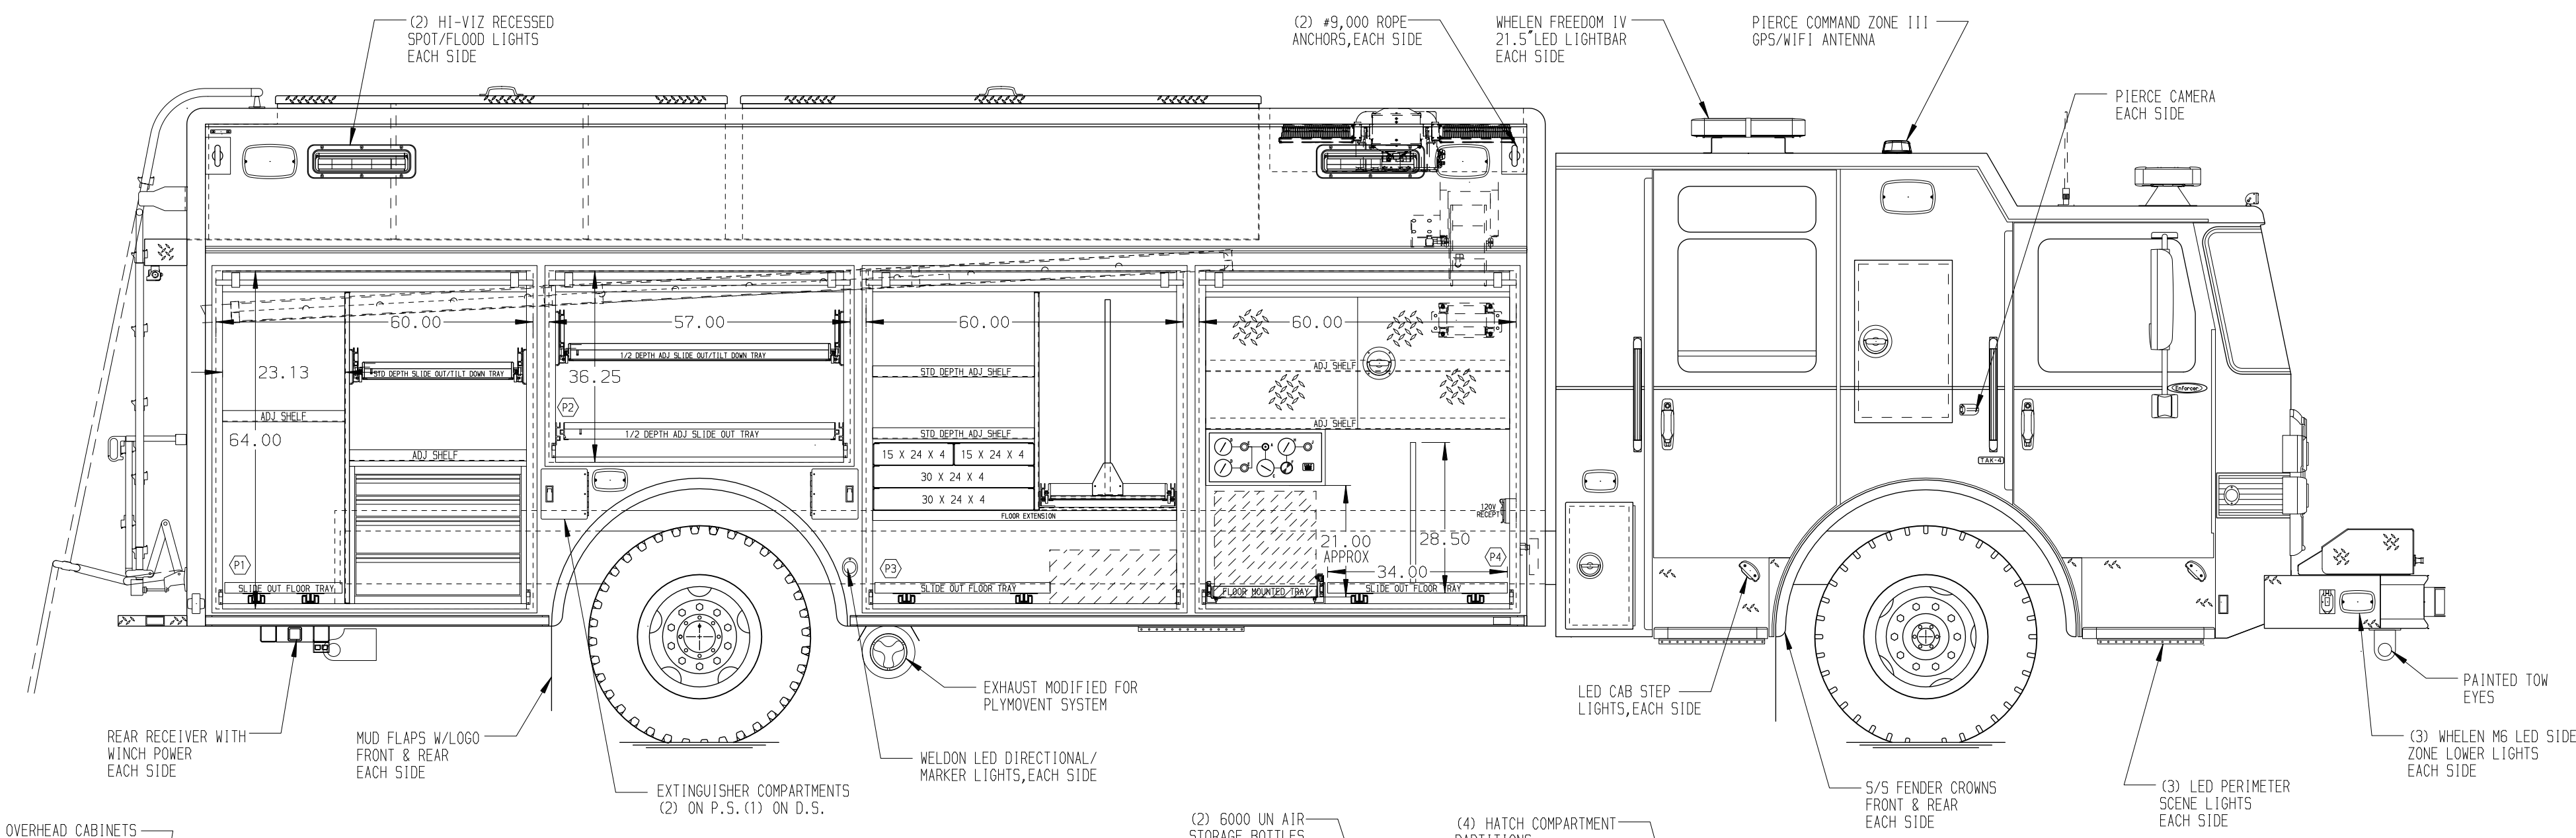 (2) HI-VIZ RECESSED
SPOT/FLOOD LIGHTS
EACH SIDE
(2) #9,000 ROPE
ANCHORS,EACH SIDE
WHELEN FREEDOM IV
21.5"LED LIGHTBAR
EACH SIDE
PIERCE COMMAND ZONE III
GPS/WIFI ANTENNA
PIERCE CAMERA
EACH SIDE
60.00
57.00
60.00
60.00
23.13
STD DEPTH SLIDE OUT/TILT DOWN TRAY
ADJ SHELF
64.00
ADJ SHELF
P1
SLIDE OUT FLOOR TRAY
1/2 DEPTH ADJ SLIDE OUT/TILT DOWN TRAY
36.25
P2
1/2 DEPTH ADJ SLIDE OUT TRAY
STD DEPTH ADJ SHELF
STD DEPTH ADJ SHELF
15 X 24 X 4
15 X 24 X 4
30 X 24 X 4
30 X 24 X 4
FLOOR EXTENSION
P3
SLIDE OUT FLOOR TRAY
ADJ SHELF
ADJ SHELF
120V
RECEPT
21.00
APPROX
28.50
P4
34.00
FLOOR MOUNTED TRAY
SLIDE OUT FLOOR TRAY
Enforcer
TAK-4
REAR RECEIVER WITH
WINCH POWER
EACH SIDE
MUD FLAPS W/LOGO
FRONT & REAR
EACH SIDE
EXTINGUISHER COMPARTMENTS
(2) ON P.S.(1) ON D.S.
EXHAUST MODIFIED FOR
PLYMOVENT SYSTEM
WELDON LED DIRECTIONAL/
MARKER LIGHTS,EACH SIDE
LED CAB STEP
LIGHTS,EACH SIDE
S/S FENDER CROWNS
FRONT & REAR
EACH SIDE
(3) LED PERIMETER
SCENE LIGHTS
EACH SIDE
PAINTED TOW
EYES
(3) WHELEN M6 LED SIDE
ZONE LOWER LIGHTS
EACH SIDE
OVERHEAD CABINETS
(2) 6000 UN AIR
STORAGE BOTTLES
(4) HATCH COMPARTMENT
PARTITIONS